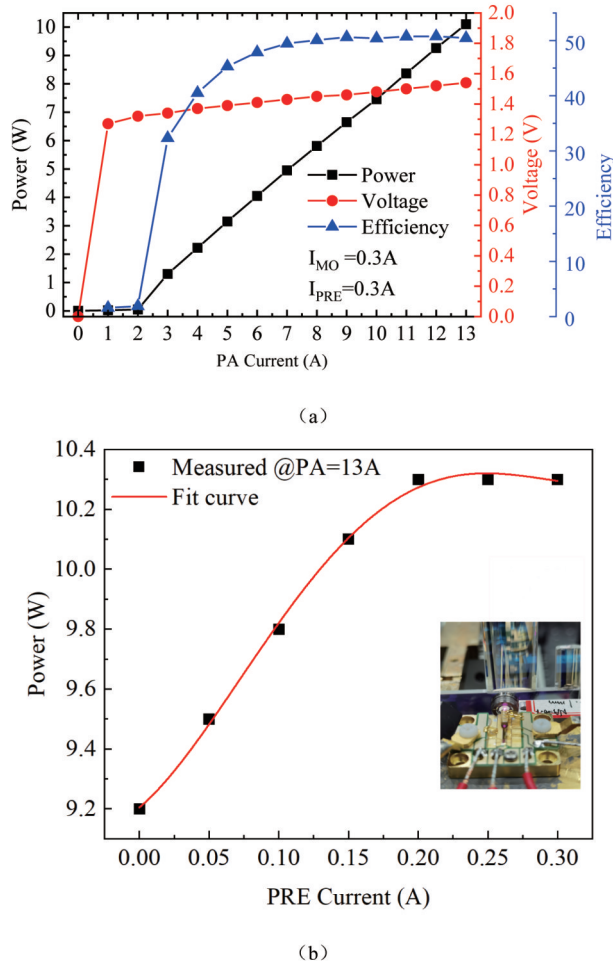 10
9
8
7
6
5
4
3
2
1
0
Power (W)
Power
Voltage
Efficiency
I_MO =0.3A
I_PRE =0.3A
2.0
1.8
1.6
1.4
1.2
1.0
0.8
0.6
0.4
0.2
0.0
Voltage (V)
50
40
30
20
10
0
Efficiency
0 1 2 3 4 5 6 7 8 9 10 11 12 13
PA Current (A)
(a)
10.4
10.2
10.0
9.8
9.6
9.4
9.2
Power (W)
Measured @PA=13A
Fit curve
0.00 0.05 0.10 0.15 0.20 0.25 0.30
PRE Current (A)
(b)